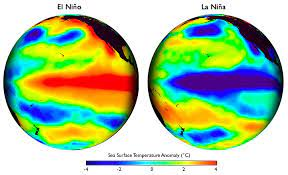 El Niño
La Niña
Sea Surface Temperature Anomaly (°C)
-4 -2 0 2 4